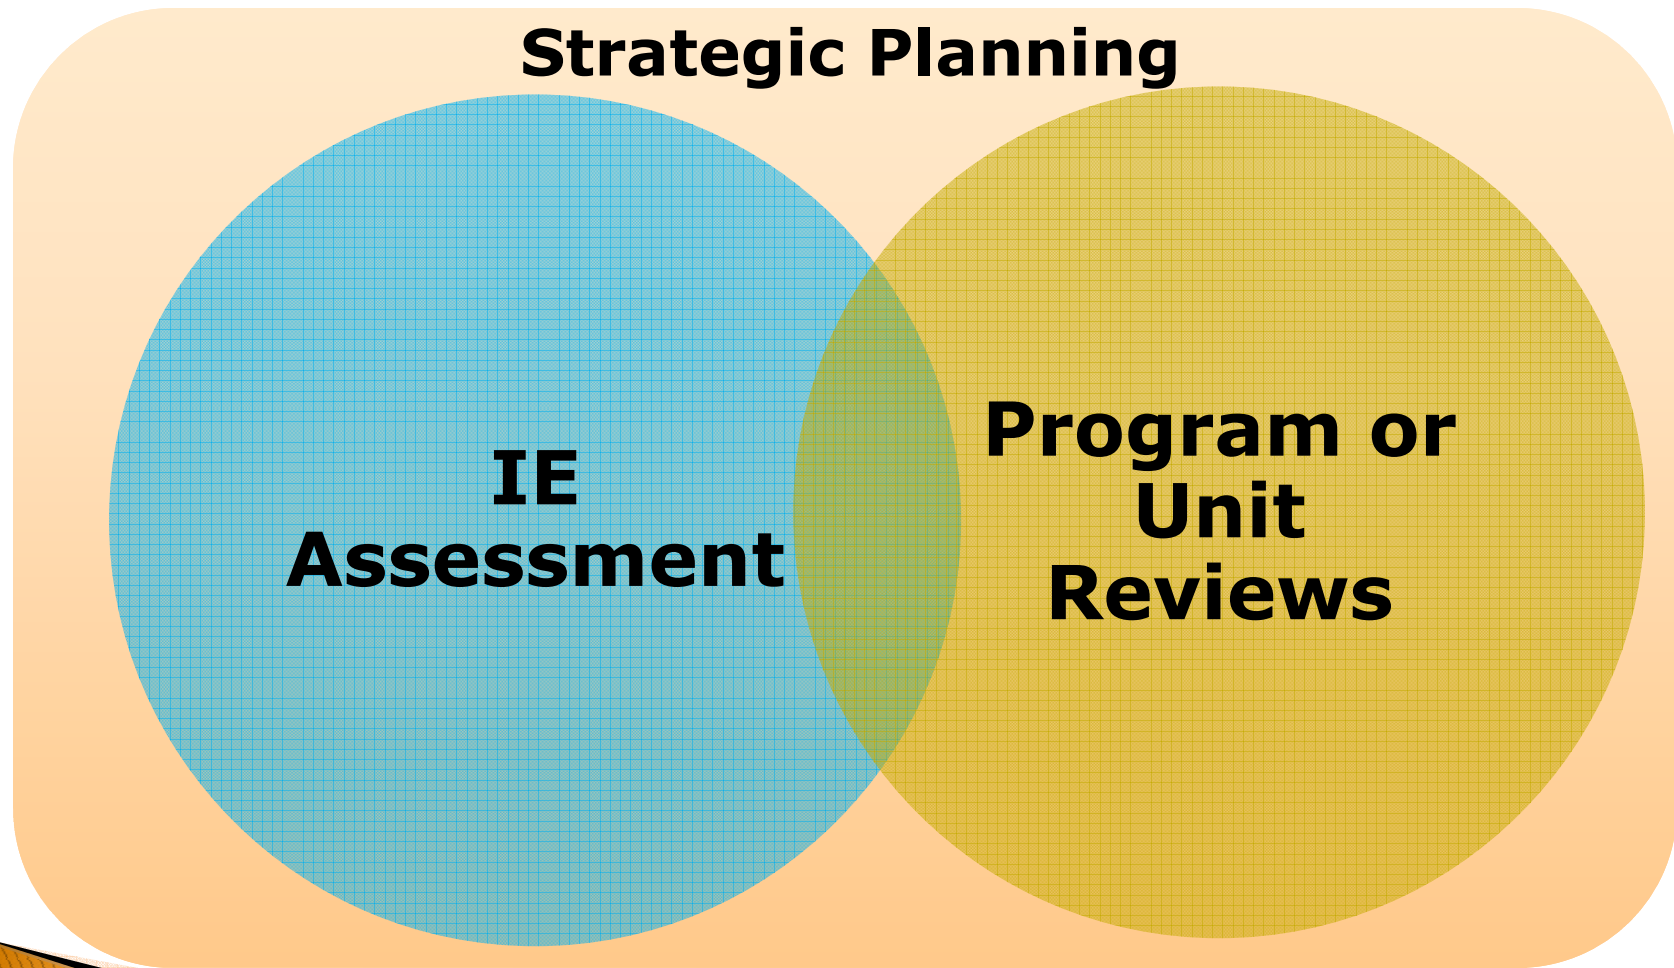 Strategic Planning
IE
Assessment
Program or
Unit
Reviews